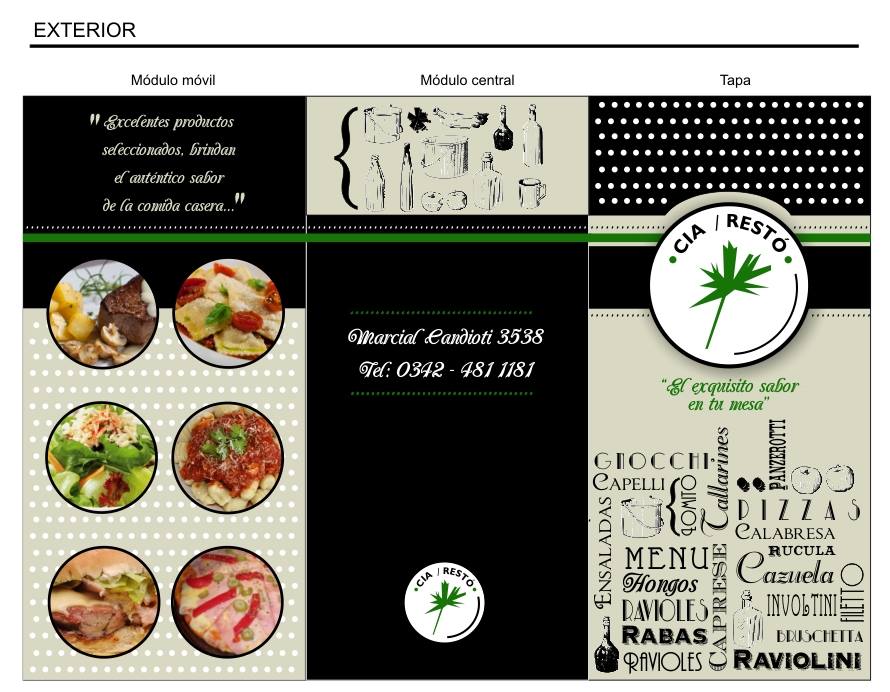 EXTERIOR
Módulo móvil
Módulo central
Tapa
" Excelentes productos
seleccionados, brindan
el auténtico sabor
de la comida casera..."
Marcial Candioti 3538
Tel: 0342 - 481 1181
CIA / RESTÓ
CIA / RESTÓ
"El exquisito sabor
en tu mesa"
GNOCCHI
CAPELLI
ENSALADAS
LOMITO
Tallarines
PANZEROTTI
PIZZAS
CALABRESA
RUCULA
MENU
Hongos
CAPRESE
Cazuela
FILETTO
RAVIOLES
INVOLTINI
RABAS
BRUSCHETTA
RAVIOLES
RAVIOLINI